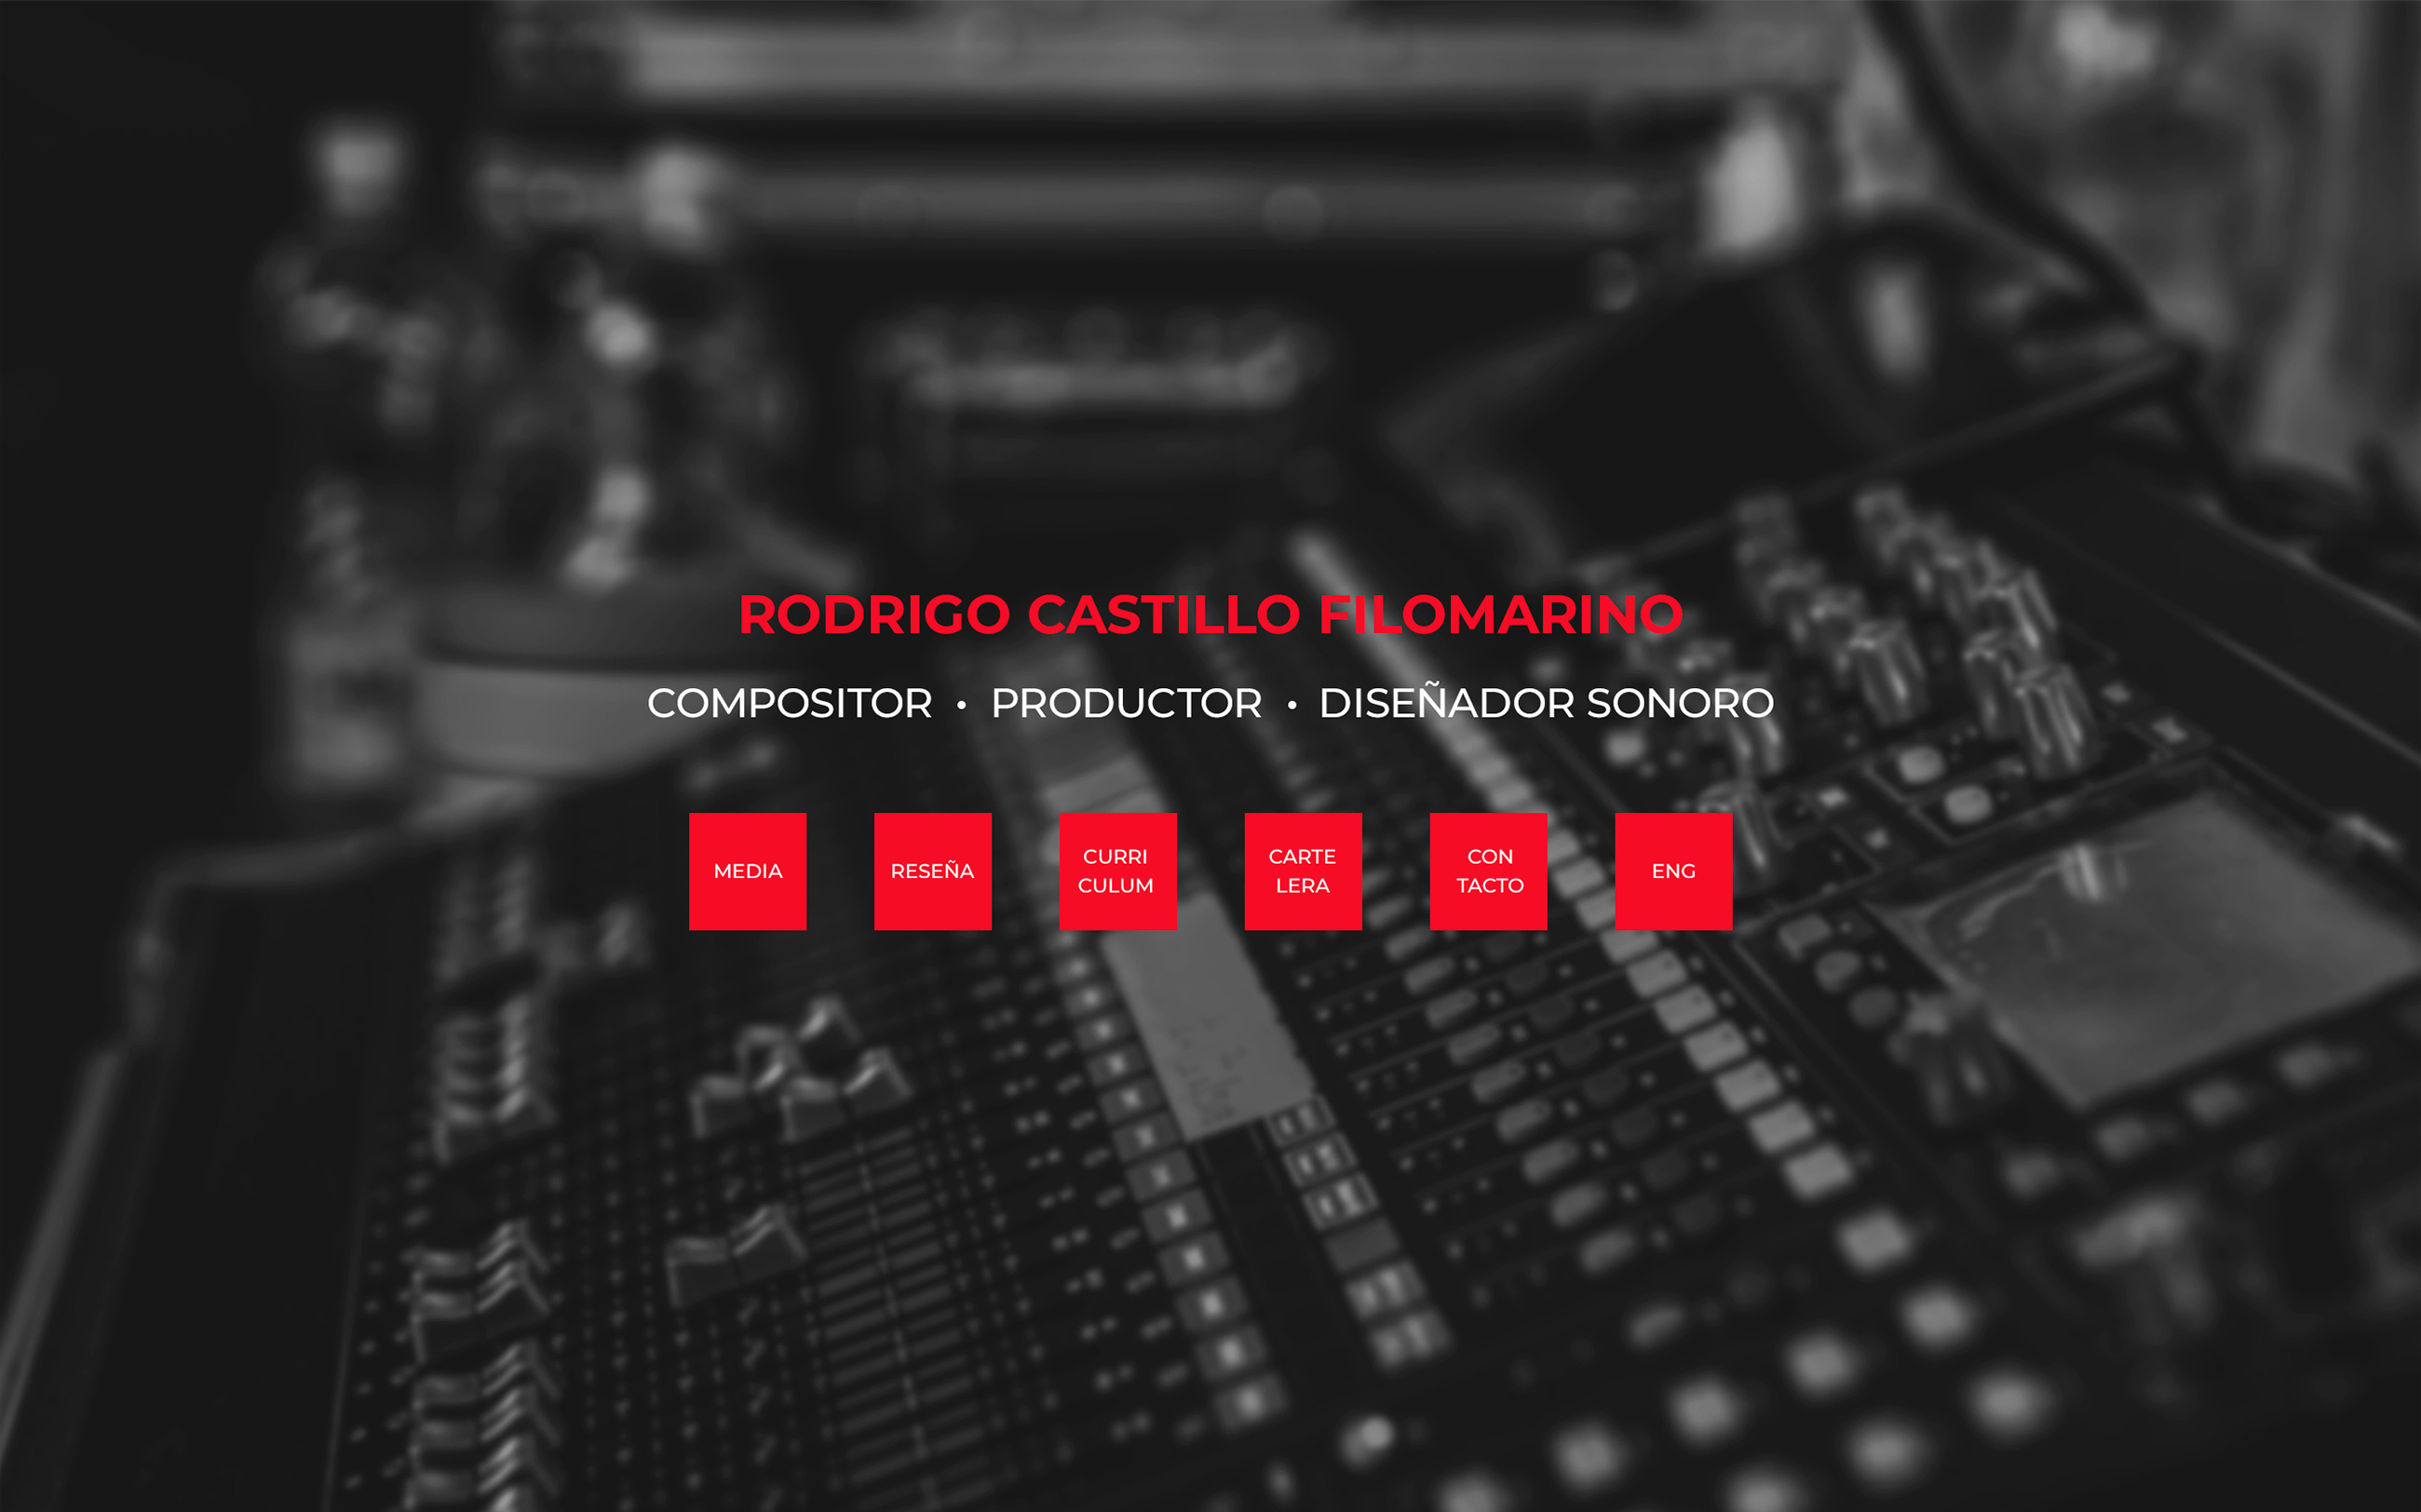 RODRIGO CASTILLO FILOMARINO
COMPOSITOR • PRODUCTOR • DISEÑADOR SONORO
MEDIA
RESEÑA
CURRI
CULUM
CARTE
LERA
CON
TACTO
ENG